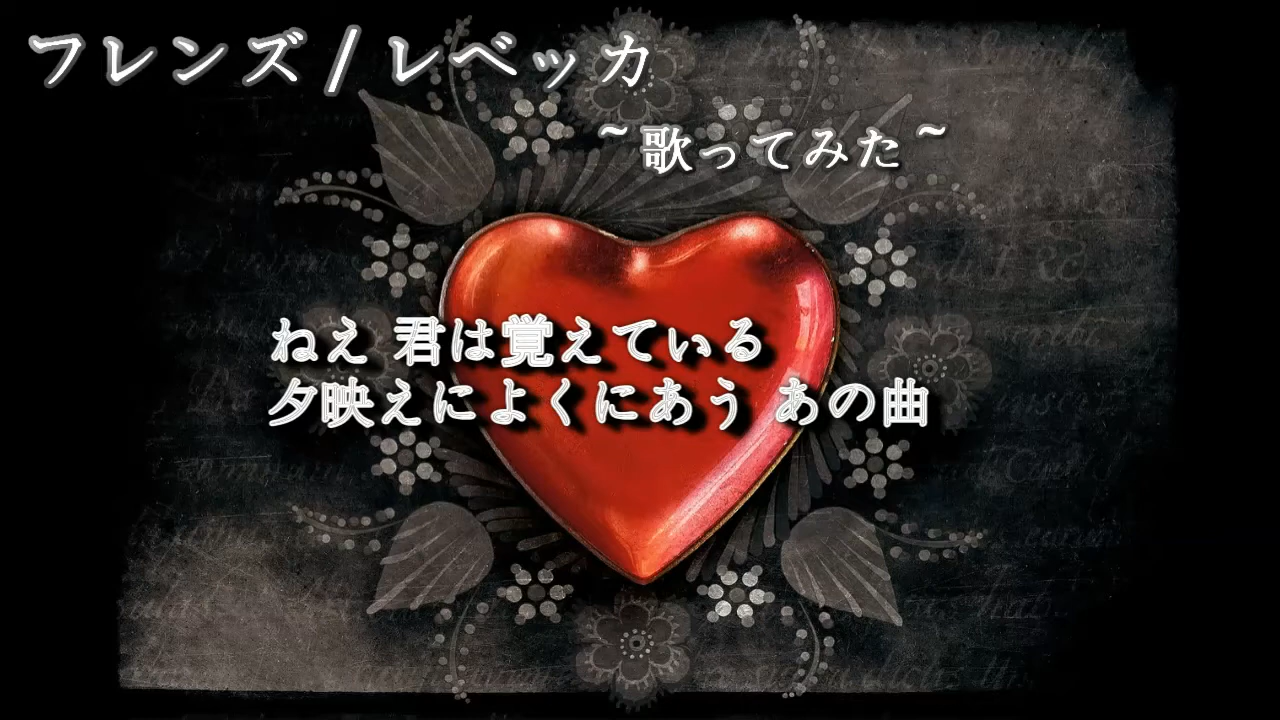 フレンズ / レベッカ
~ 歌ってみた ~
ねえ 君は覚えている
夕映えによくにあう あの曲